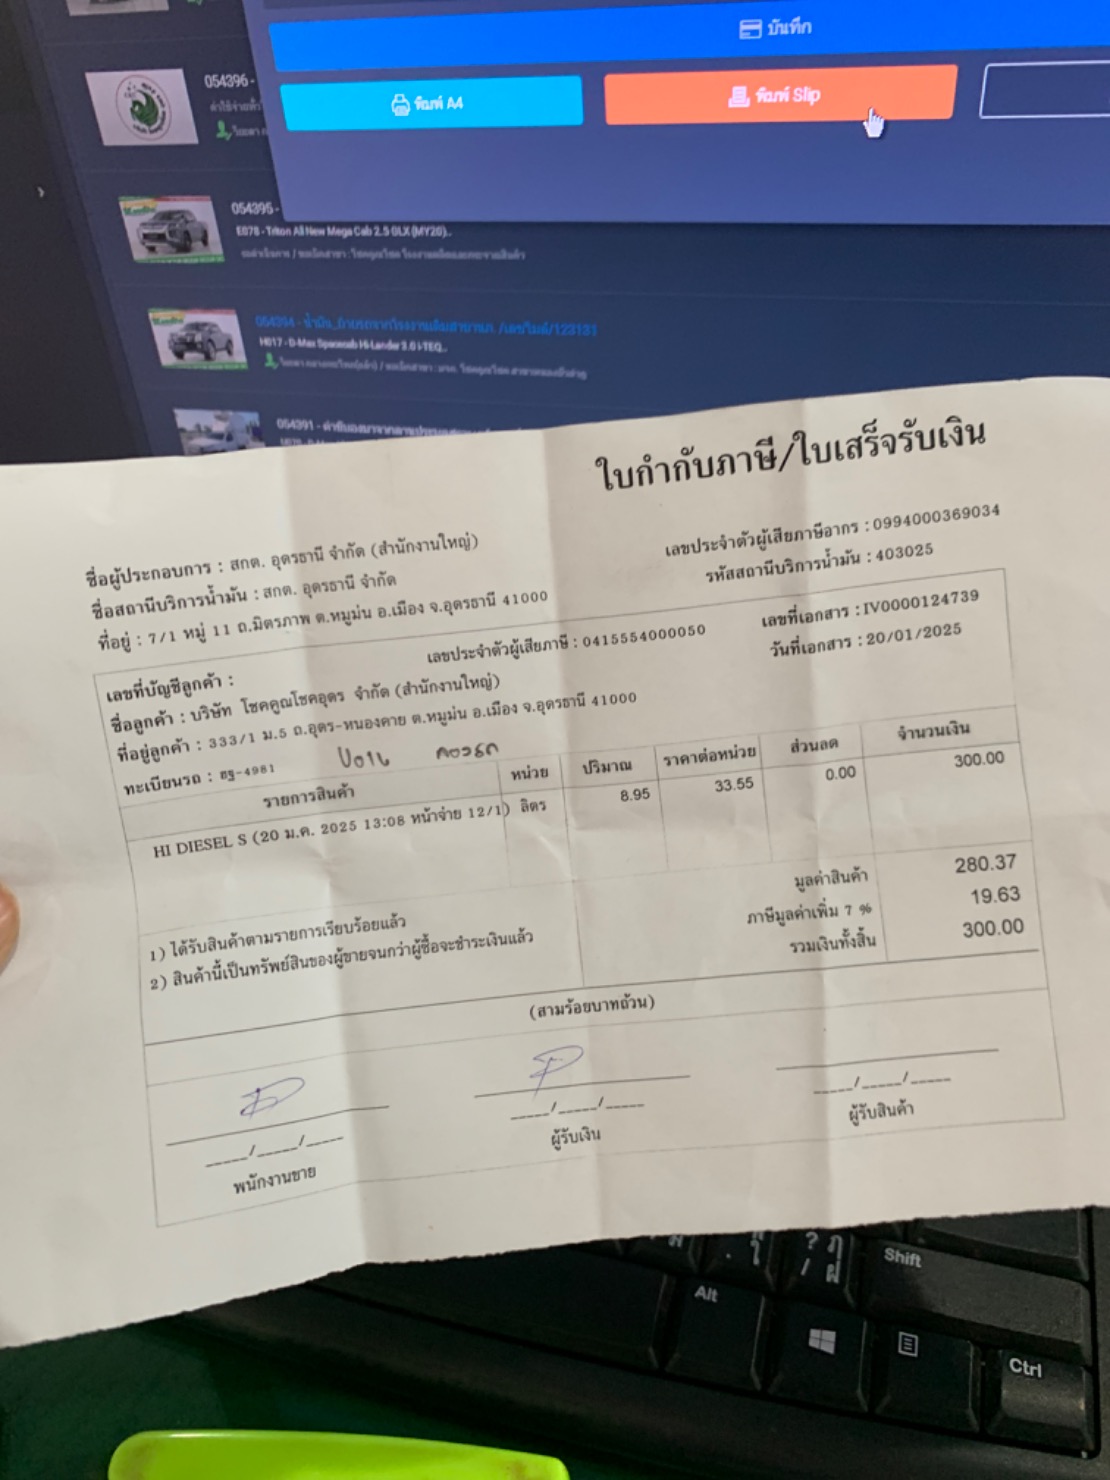 บันทึก
พิมพ์ A4
พิมพ์ Slip
054396 -
054395 -
E078 - Triton All New Mega Cab 2.5 GLX (MY20)..
H017 - D-Max Spacecab Hi-Lander 3.0 i-TEQ..
054391 -
ใบกำกับภาษี/ใบเสร็จรับเงิน
ชื่อผู้ประกอบการ : สกต. อุดรธานี จำกัด (สำนักงานใหญ่)
เลขประจำตัวผู้เสียภาษีอากร : 0994000369034
ชื่อสถานีบริการน้ำมัน : สกต. อุดรธานี จำกัด
รหัสสถานีบริการน้ำมัน : 403025
ที่อยู่ : 7/1 หมู่ 11 ถ.มิตรภาพ ต.หมูม่น อ.เมือง จ.อุดรธานี 41000
เลขที่บัญชีลูกค้า :
เลขประจำตัวผู้เสียภาษี : 0415554000050
เลขที่เอกสาร : IV0000124739
ชื่อลูกค้า : บริษัท โชคคูณโชคอุดร จำกัด (สำนักงานใหญ่)
วันที่เอกสาร : 20/01/2025
ที่อยู่ลูกค้า : 333/1 ม.5 ถ.อุดร-หนองคาย ต.หมูม่น อ.เมือง จ.อุดรธานี 41000
ทะเบียนรถ : ฒฐ-4981
รายการสินค้า หน่วย ปริมาณ ราคาต่อหน่วย ส่วนลด จำนวนเงิน
HI DIESEL S (20 ม.ค. 2025 13:08 หน้าจ่าย 12/1) ลิตร 8.95 33.55 0.00 300.00
มูลค่าสินค้า 280.37
1) ได้รับสินค้าตามรายการเรียบร้อยแล้ว
ภาษีมูลค่าเพิ่ม 7 % 19.63
2) สินค้านี้เป็นทรัพย์สินของผู้ขายจนกว่าผู้ซื้อจะชำระเงินแล้ว
รวมเงินทั้งสิ้น 300.00
(สามร้อยบาทถ้วน)
____/____/____ ____/____/____ ____/____/____
พนักงานขาย ผู้รับเงิน ผู้รับสินค้า
? ฦ
/ ฝ
Shift
Alt
Ctrl